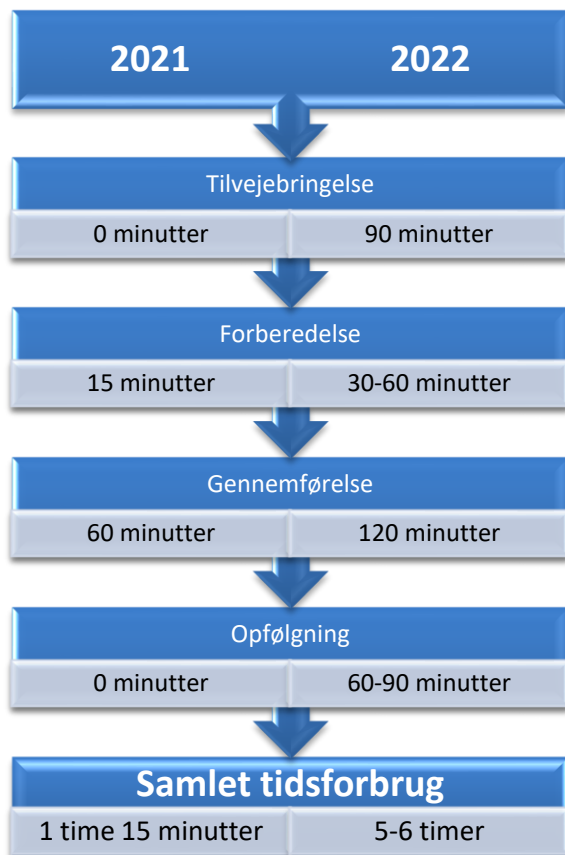 2021 2022
Tilvejebringelse
0 minutter 90 minutter
Forberedelse
15 minutter 30-60 minutter
Gennemførelse
60 minutter 120 minutter
Opfølgning
0 minutter 60-90 minutter
Samlet tidsforbrug
1 time 15 minutter 5-6 timer